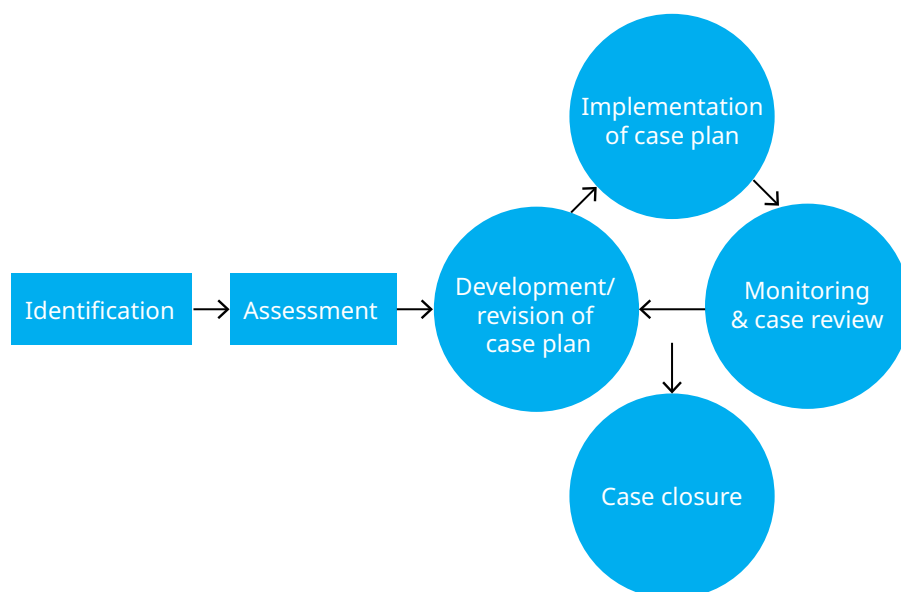 Identification
Assessment
Development/
revision of
case plan
Implementation
of case plan
Monitoring
& case review
Case closure